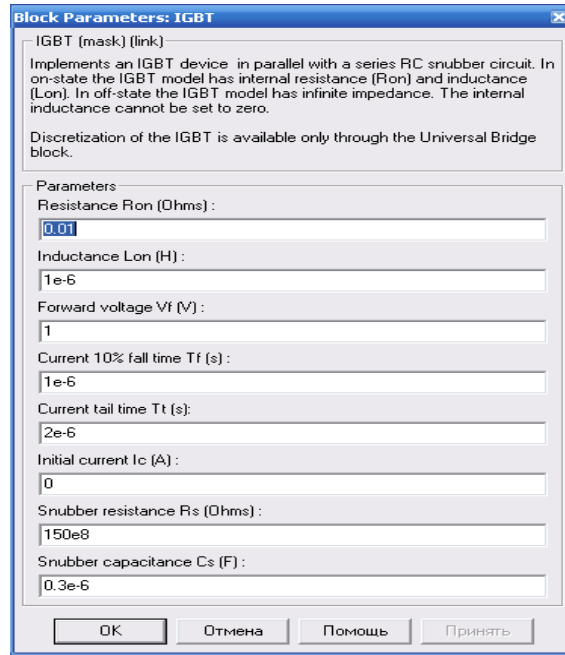 Block Parameters: IGBT
IGBT (mask) (link)
Implements an IGBT device in parallel with a series RC snubber circuit. In
on-state the IGBT model has internal resistance (Ron) and inductance
(Lon). In off-state the IGBT model has infinite impedance. The internal
inductance cannot be set to zero.
Discretization of the IGBT is available only through the Universal Bridge
block.
Parameters
Resistance Ron (Ohms) :
0.01
Inductance Lon (H) :
1e-6
Forward voltage Vf (V) :
1
Current 10% fall time Tf (s) :
1e-6
Current tail time Tt (s):
2e-6
Initial current Ic (A) :
0
Snubber resistance Rs (Ohms) :
150e8
Snubber capacitance Cs (F) :
0.3e-6
OK Отмена Помощь Принять